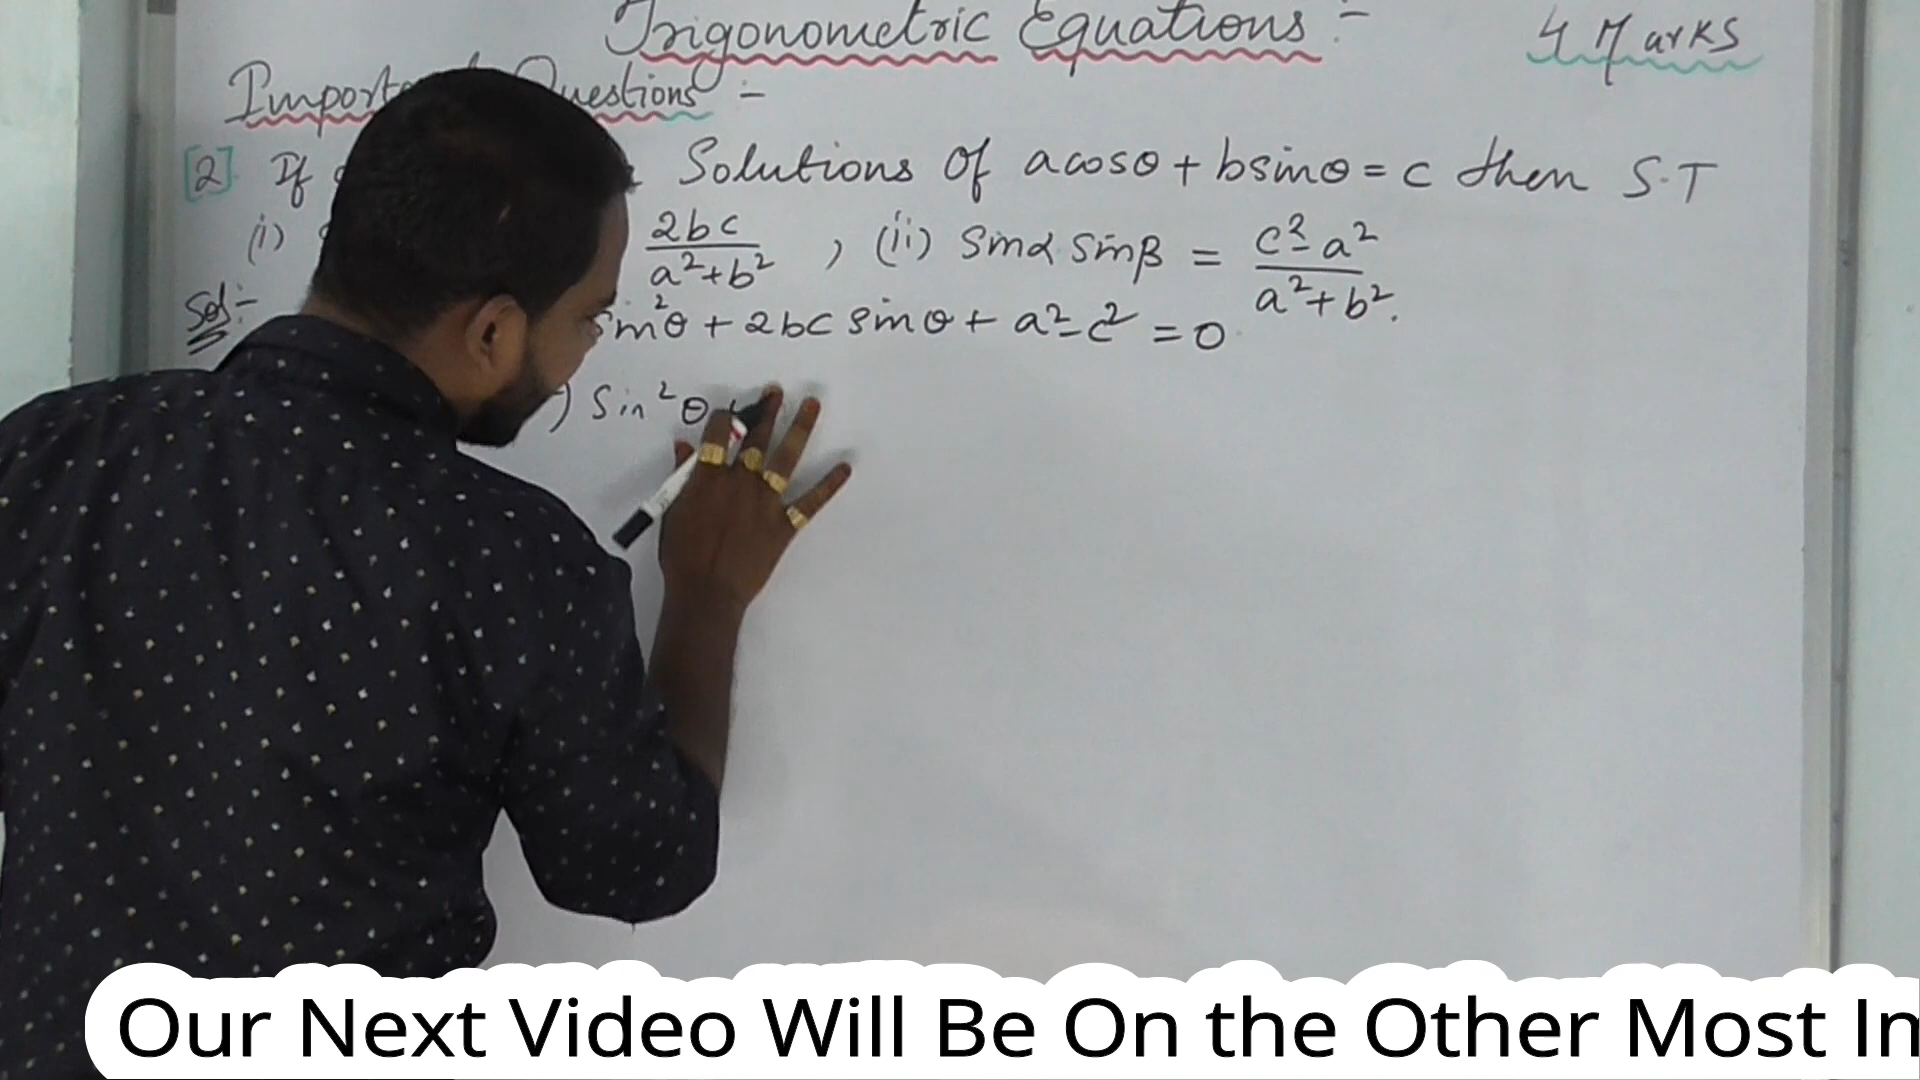 Trigonometric Equations :-
4 Marks
Questions :-
[2] If Solutions Of acosθ + bsinθ = c then S.T
(i) 2bc / a²+b² , (ii) Sinα Sinβ = c²-a² / a²+b².
Sol:-
Sin²θ + 2bc sinθ + a²-c² = 0
) Sin²θ
Our Next Video Will Be On the Other Most In